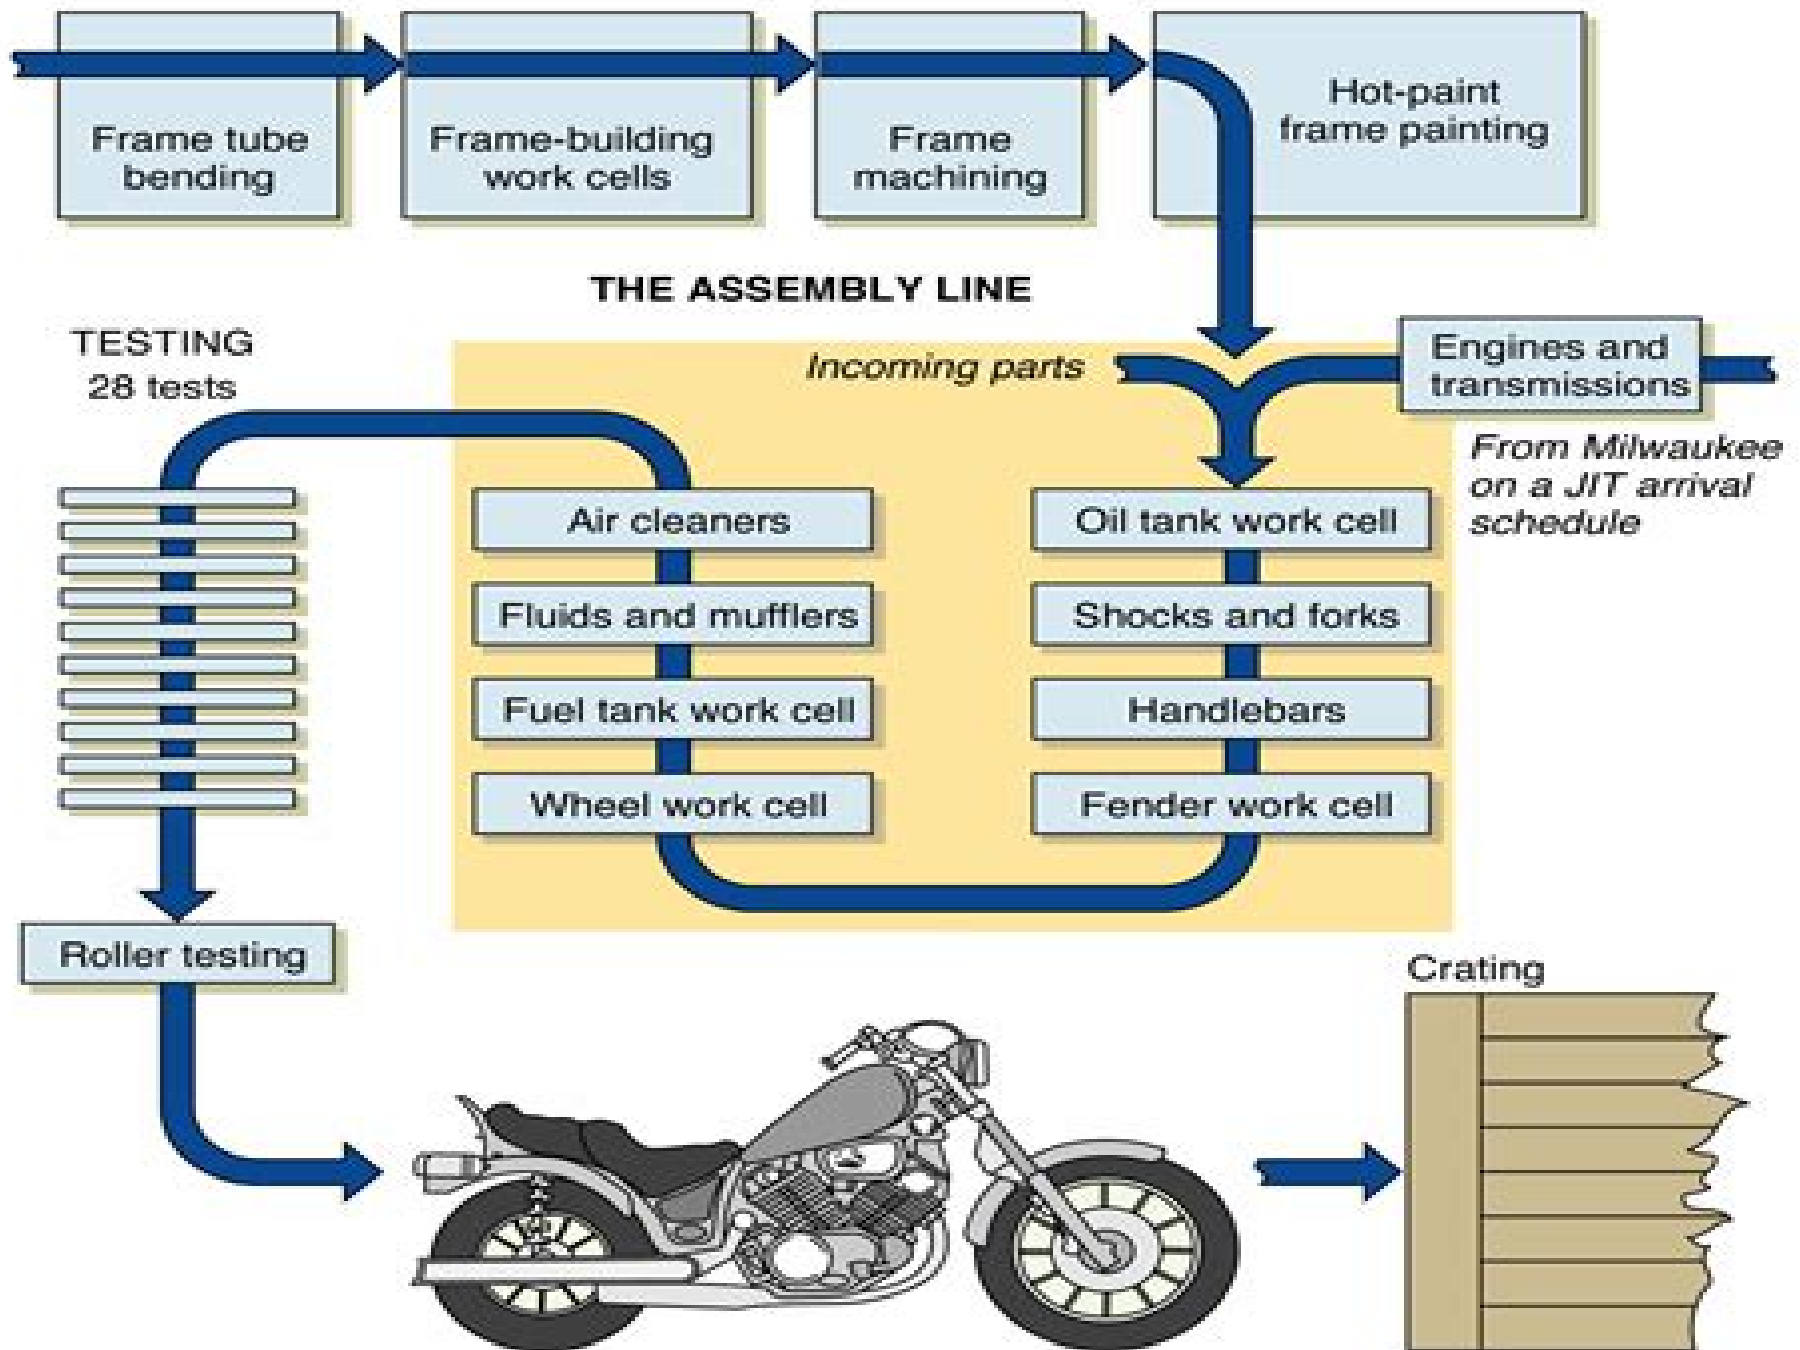 Frame tube
bending
Frame-building
work cells
Frame
machining
Hot-paint
frame painting
THE ASSEMBLY LINE
TESTING
28 tests
Incoming parts
Engines and
transmissions
From Milwaukee
on a JIT arrival
schedule
Air cleaners
Oil tank work cell
Fluids and mufflers
Shocks and forks
Fuel tank work cell
Handlebars
Wheel work cell
Fender work cell
Roller testing
Crating